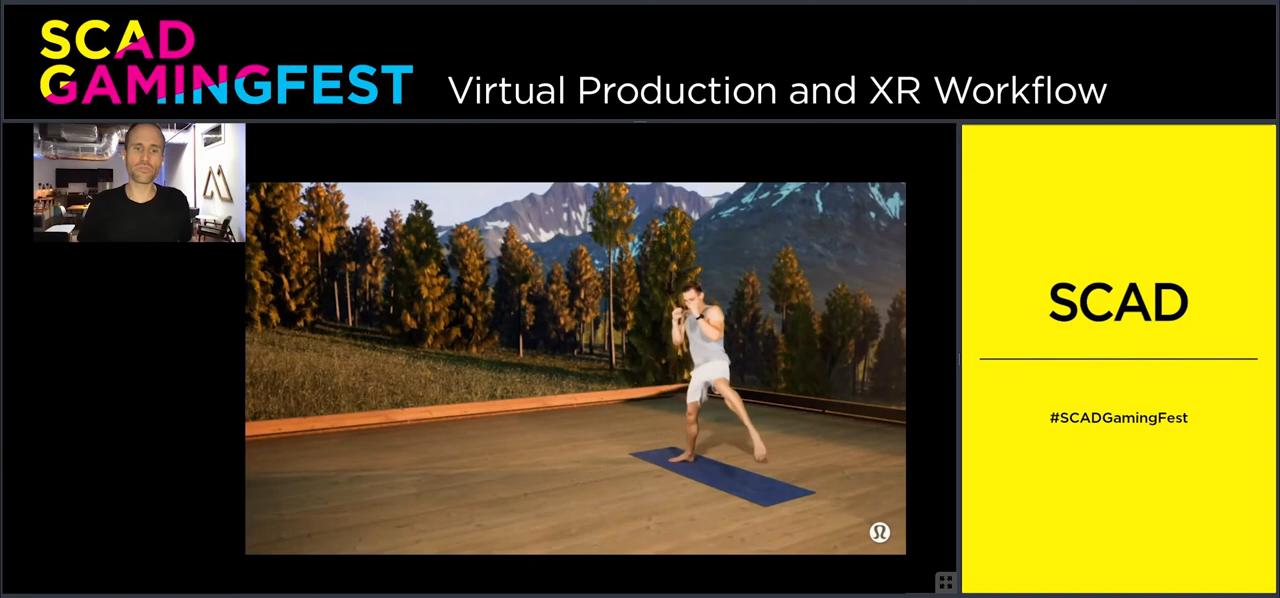 SCAD
GAMINGFEST
Virtual Production and XR Workflow
SCAD
#SCADGamingFest